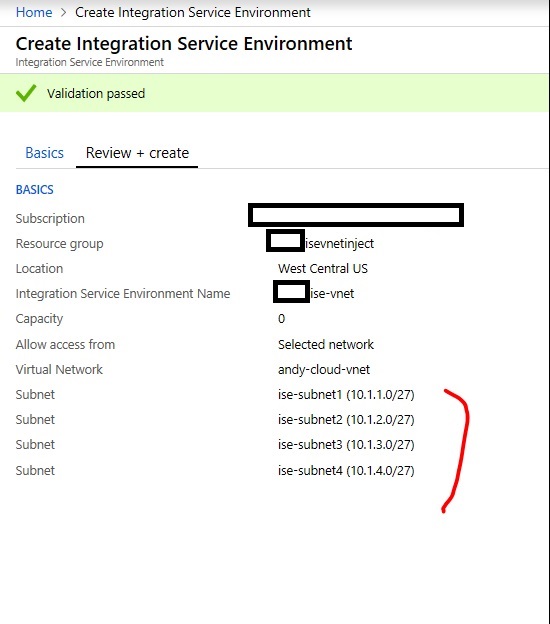 Home > Create Integration Service Environment
Create Integration Service Environment
Integration Service Environment
Validation passed
Basics Review + create
BASICS
Subscription
Resource group isevnetinject
Location West Central US
Integration Service Environment Name ise-vnet
Capacity 0
Allow access from Selected network
Virtual Network andy-cloud-vnet
Subnet ise-subnet1 (10.1.1.0/27)
Subnet ise-subnet2 (10.1.2.0/27)
Subnet ise-subnet3 (10.1.3.0/27)
Subnet ise-subnet4 (10.1.4.0/27)